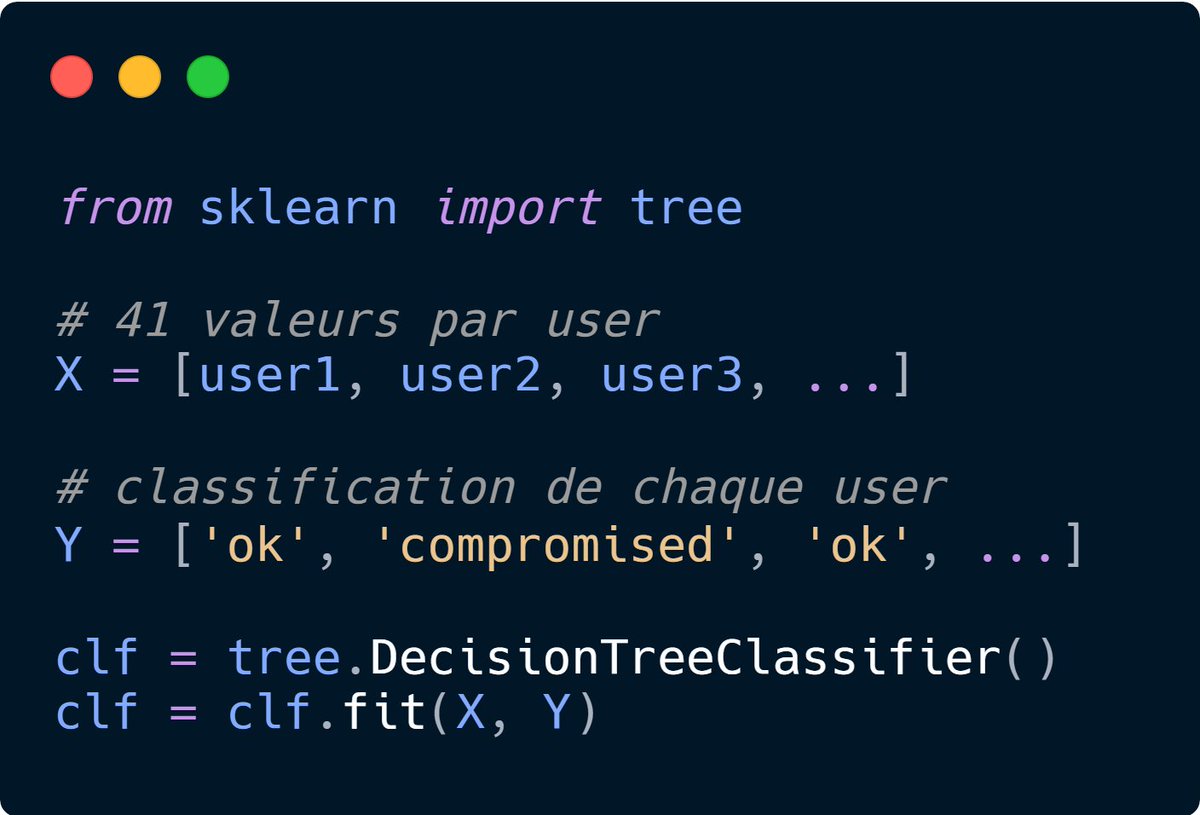 from sklearn import tree
# 41 valeurs par user
X = [user1, user2, user3, ...]
# classification de chaque user
Y = ['ok', 'compromised', 'ok', ...]
clf = tree.DecisionTreeClassifier()
clf = clf.fit(X, Y)